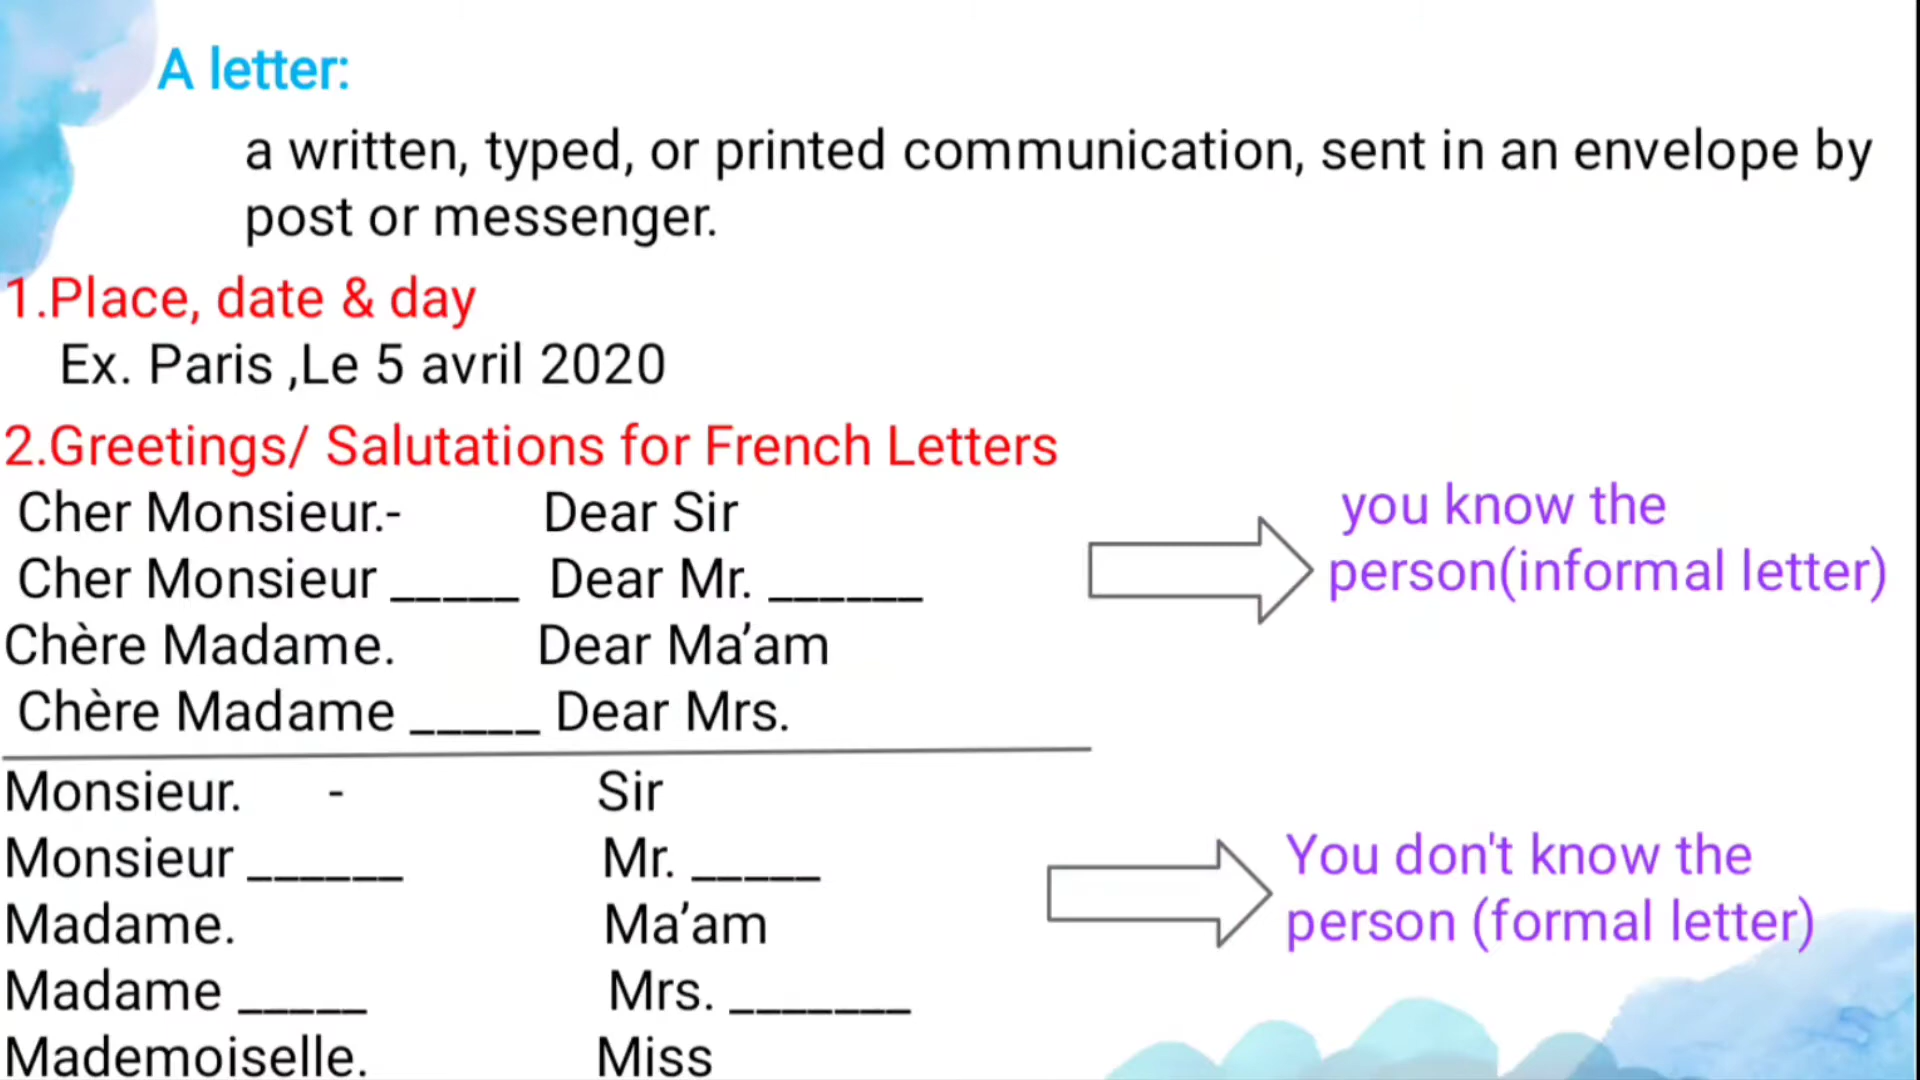 A letter:
a written, typed, or printed communication, sent in an envelope by
post or messenger.
1.Place, date & day
Ex. Paris ,Le 5 avril 2020
2.Greetings/ Salutations for French Letters
Cher Monsieur.- Dear Sir
Cher Monsieur _____ Dear Mr. ______
Chère Madame. Dear Ma’am
Chère Madame _____ Dear Mrs.
you know the
person(informal letter)
Monsieur. - Sir
Monsieur ______ Mr. _____
Madame. Ma’am
Madame _____ Mrs. _______
Mademoiselle. Miss
You don't know the
person (formal letter)